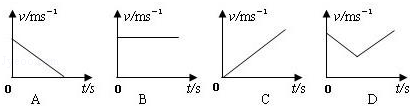 v/ms⁻¹ v/ms⁻¹ v/ms⁻¹ v/ms⁻¹
0 t/s 0 t/s 0 t/s 0 t/s
A B C D